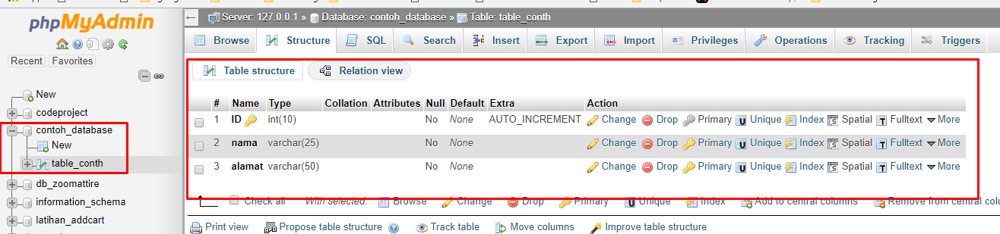 phpMyAdmin
Recent Favorites
New
codeproject
contoh_database
New
table_conth
db_zoomattire
information_schema
latihan_addcart
Server: 127.0.0.1 » Database: contoh_database » Table: table_conth
Browse Structure SQL Search Insert Export Import Privileges Operations Tracking Triggers
Table structure Relation view
# Name Type Collation Attributes Null Default Extra Action
1 ID int(10) No None AUTO_INCREMENT Change Drop Primary Unique Index Spatial Fulltext More
2 nama varchar(25) No None Change Drop Primary Unique Index Spatial Fulltext More
3 alamat varchar(50) No None Change Drop Primary Unique Index Spatial Fulltext More
Check all With selected: Browse Change Drop Primary Unique Index Add to central columns Remove from central
Print view Propose table structure Track table Move columns Improve table structure